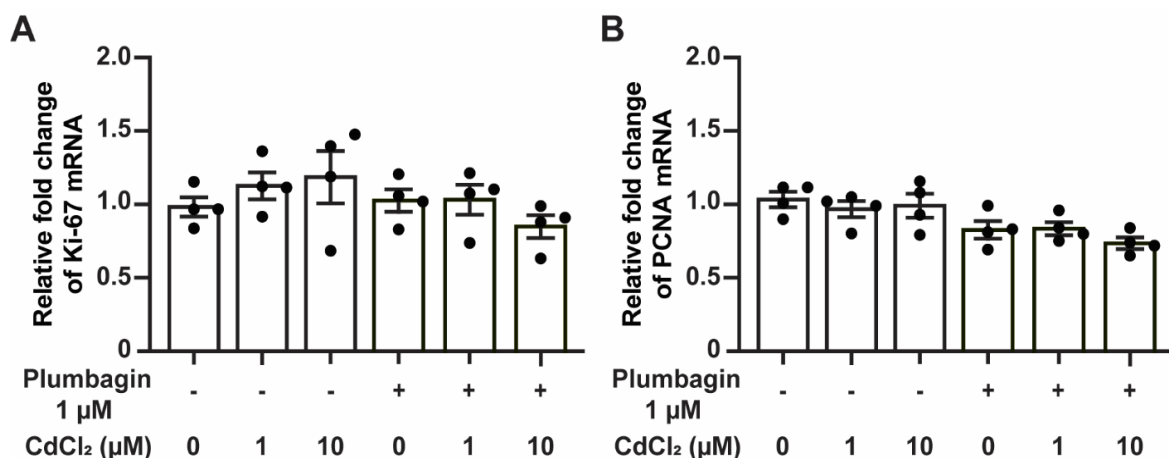 A
Relative fold change
of Ki-67 mRNA
2.0
1.5
1.0
0.5
0
Plumbagin - - - + + +
1 µM
CdCl₂ (µM) 0 1 10 0 1 10
B
Relative fold change
of PCNA mRNA
2.0
1.5
1.0
0.5
0
Plumbagin - - - + + +
1 µM
CdCl₂ (µM) 0 1 10 0 1 10